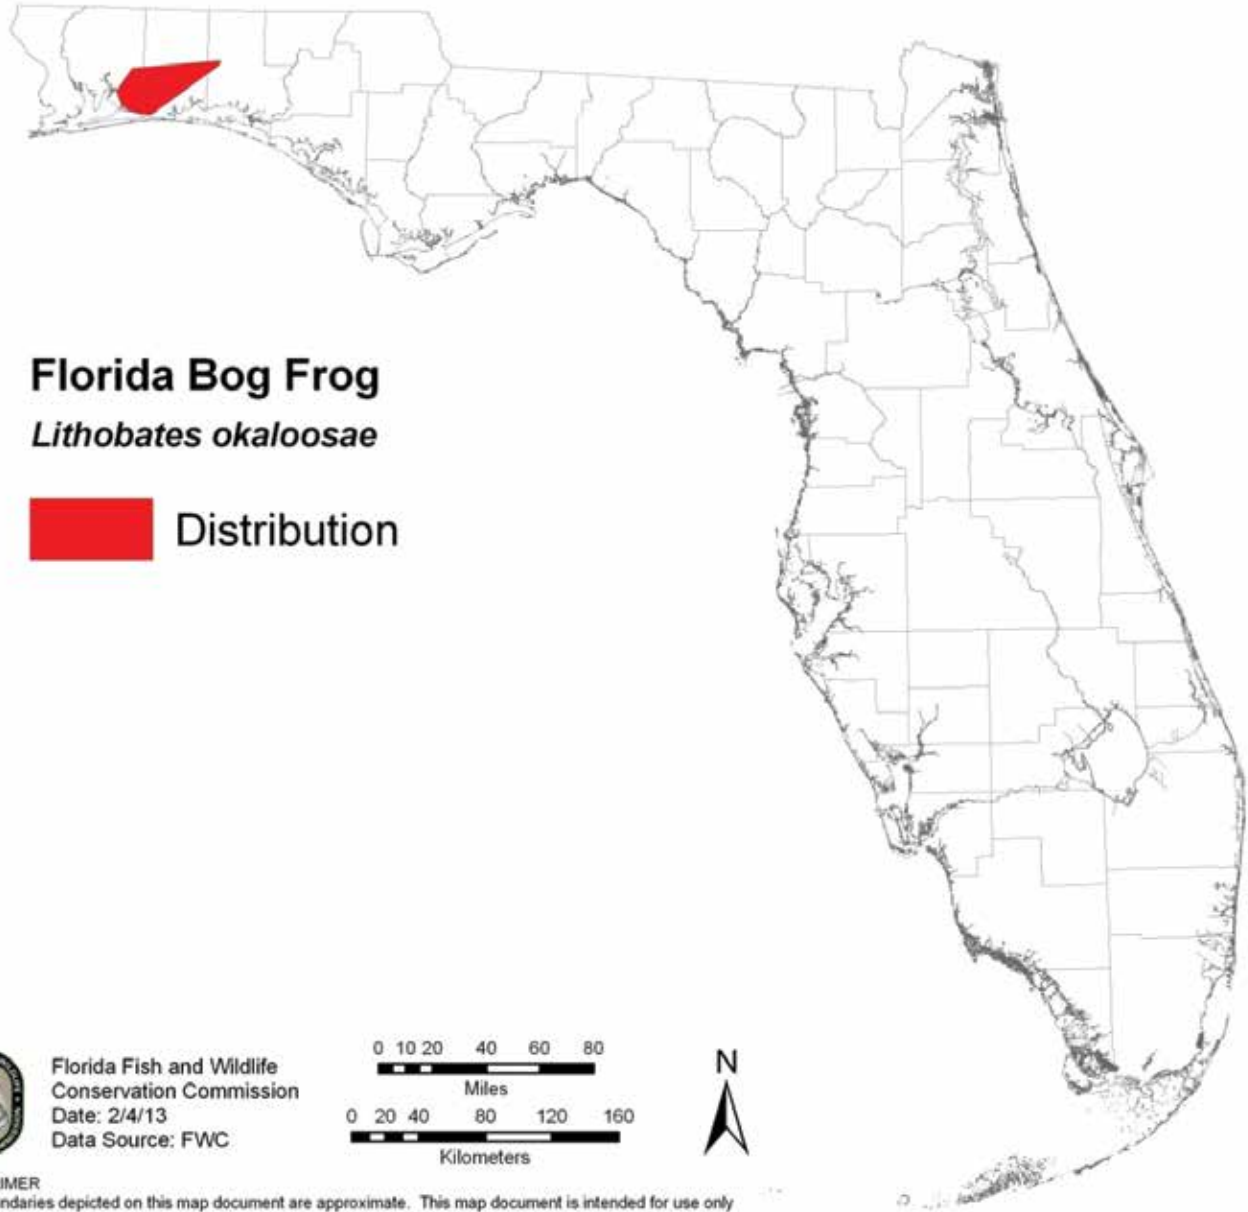 Florida Bog Frog
Lithobates okaloosae
Distribution
Florida Fish and Wildlife
Conservation Commission
Date: 2/4/13
Data Source: FWC
0 10 20 40 60 80
Miles
0 20 40 80 120 160
Kilometers
N
IMER
ndaries depicted on this map document are approximate. This map document is intended for use only